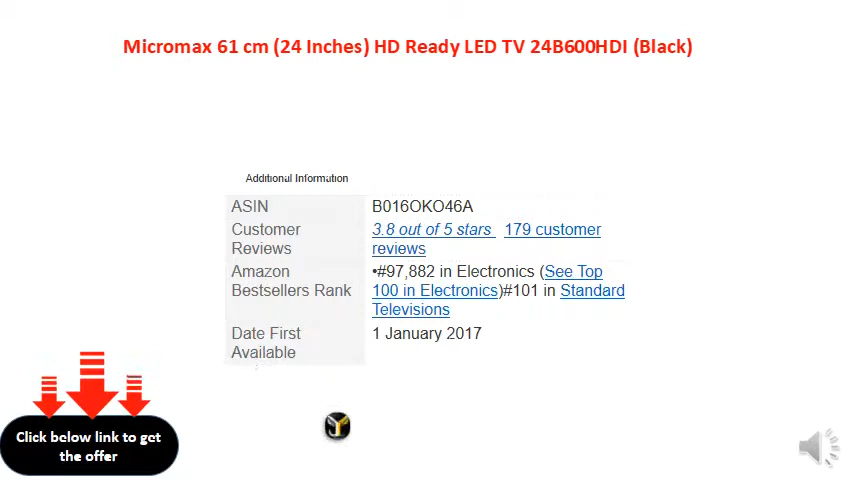 Micromax 61 cm (24 Inches) HD Ready LED TV 24B600HDI (Black)
Additional Information
ASIN B016OKO46A
Customer 3.8 out of 5 stars 179 customer
Reviews reviews
Amazon •#97,882 in Electronics (See Top
Bestsellers Rank 100 in Electronics)#101 in Standard
Televisions
Date First 1 January 2017
Available
Click below link to get
the offer